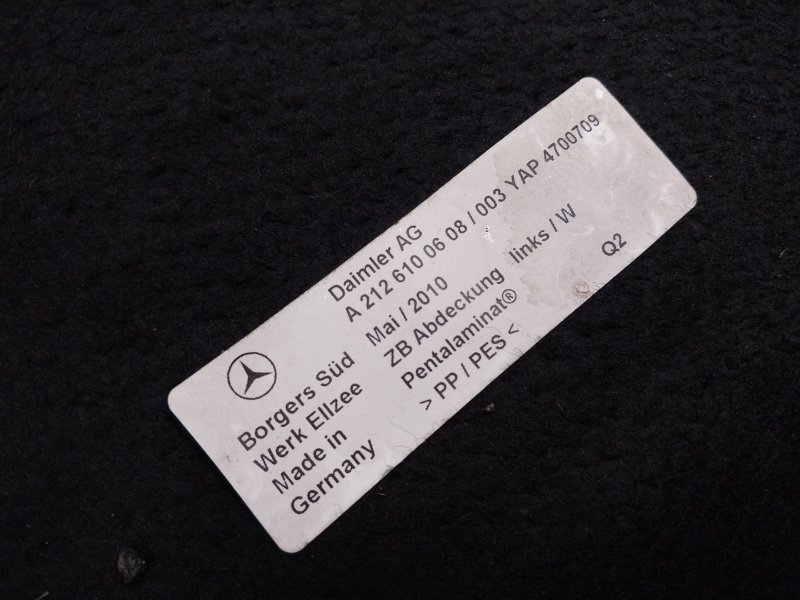 Daimler AG
A 212 610 06 08 / 003 YAP 4700709
Borgers Süd Mai / 2010
Werk Ellzee ZB Abdeckung links / W
Made in Pentalaminat®
Germany > PP / PES < Q2